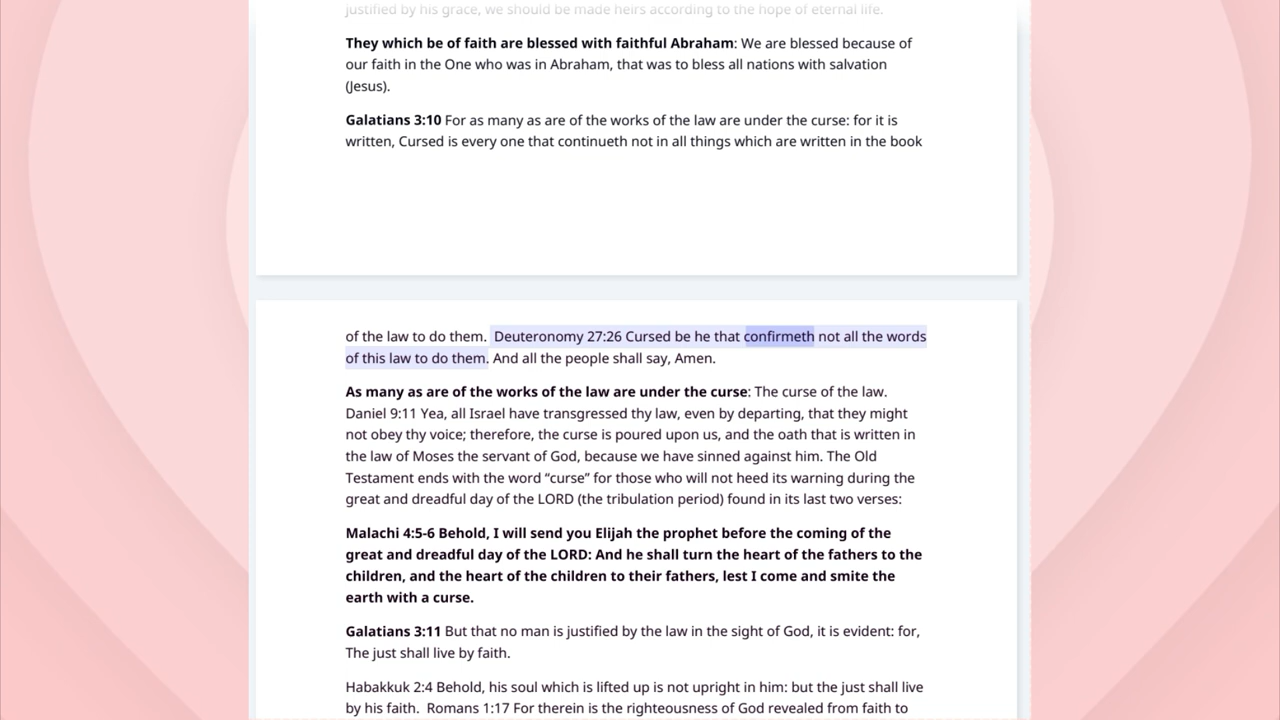 justified by his grace, we should be made heirs according to the hope of eternal life.
They which be of faith are blessed with faithful Abraham: We are blessed because of
our faith in the One who was in Abraham, that was to bless all nations with salvation
(Jesus).
Galatians 3:10 For as many as are of the works of the law are under the curse: for it is
written, Cursed is every one that continueth not in all things which are written in the book
of the law to do them. Deuteronomy 27:26 Cursed be he that confirmeth not all the words
of this law to do them. And all the people shall say, Amen.
As many as are of the works of the law are under the curse: The curse of the law.
Daniel 9:11 Yea, all Israel have transgressed thy law, even by departing, that they might
not obey thy voice; therefore, the curse is poured upon us, and the oath that is written in
the law of Moses the servant of God, because we have sinned against him. The Old
Testament ends with the word “curse” for those who will not heed its warning during the
great and dreadful day of the LORD (the tribulation period) found in its last two verses:
Malachi 4:5-6 Behold, I will send you Elijah the prophet before the coming of the
great and dreadful day of the LORD: And he shall turn the heart of the fathers to the
children, and the heart of the children to their fathers, lest I come and smite the
earth with a curse.
Galatians 3:11 But that no man is justified by the law in the sight of God, it is evident: for,
The just shall live by faith.
Habakkuk 2:4 Behold, his soul which is lifted up is not upright in him: but the just shall live
by his faith. Romans 1:17 For therein is the righteousness of God revealed from faith to